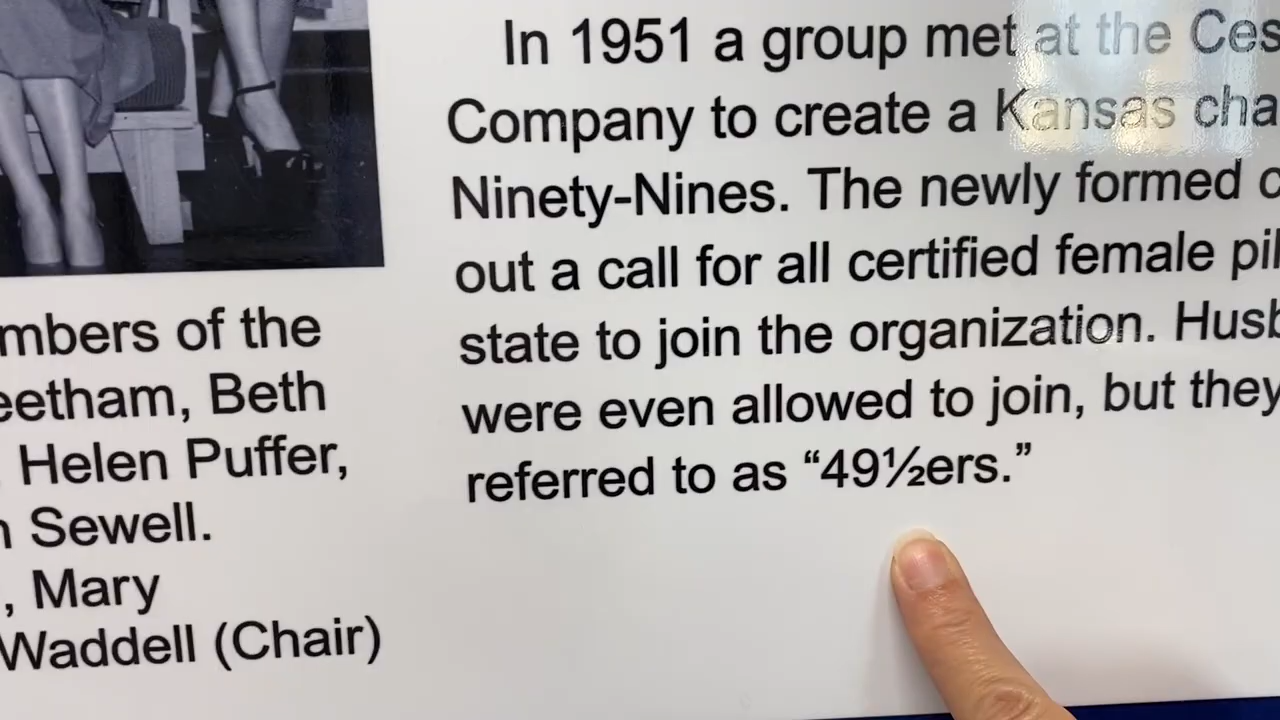 In 1951 a group met at the Ces
Company to create a Kansas cha
Ninety-Nines. The newly formed c
out a call for all certified female pil
state to join the organization. Husb
were even allowed to join, but they
referred to as “49½ers.”
mbers of the
eetham, Beth
Helen Puffer,
n Sewell.
, Mary
Waddell (Chair)